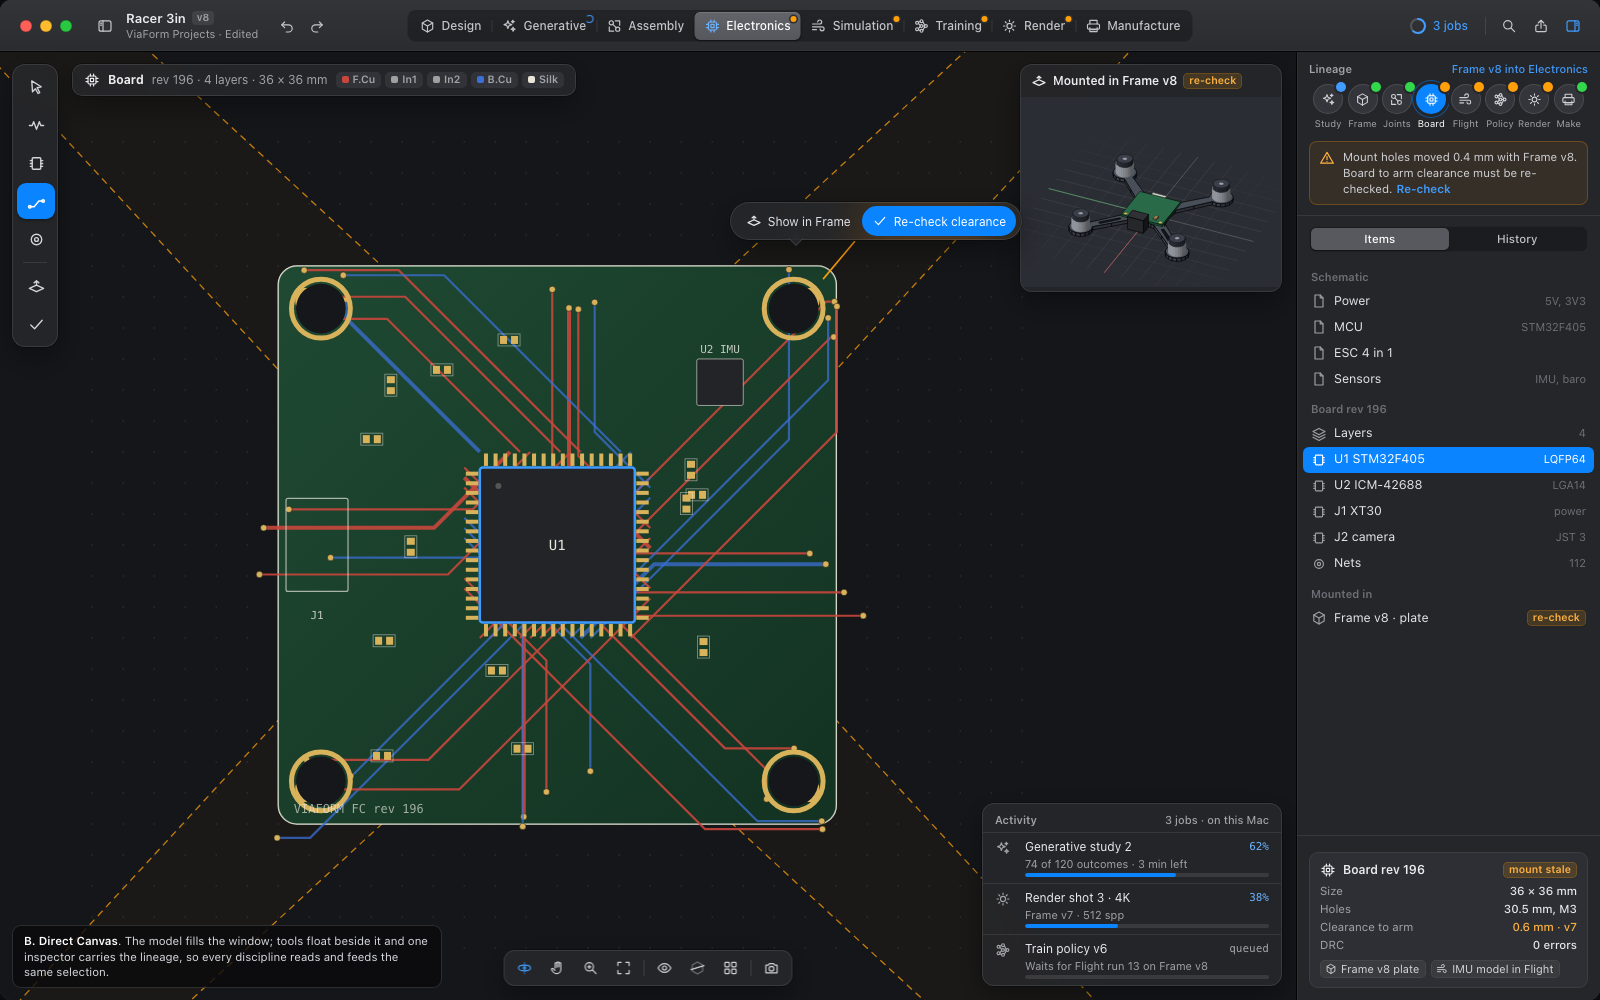 Racer 3in v8
ViaForm Projects · Edited
Design
Generative
Assembly
Electronics
Simulation
Training
Render
Manufacture
3 jobs
Board rev 196 · 4 layers · 36 × 36 mm F.Cu In1 In2 B.Cu Silk
Mounted in Frame v8 re-check
Show in Frame
Re-check clearance
U2 IMU
U1
J1
VIAFORM FC rev 196
B. Direct Canvas. The model fills the window; tools float beside it and one
inspector carries the lineage, so every discipline reads and feeds the
same selection.
Activity 3 jobs · on this Mac
Generative study 2 62%
74 of 120 outcomes · 3 min left
Render shot 3 · 4K 38%
Frame v7 · 512 spp
Train policy v6 queued
Waits for Flight run 13 on Frame v8
Lineage Frame v8 into Electronics
Study Frame Joints Board Flight Policy Render Make
Mount holes moved 0.4 mm with Frame v8.
Board to arm clearance must be re-
checked. Re-check
Items History
Schematic
Power 5V, 3V3
MCU STM32F405
ESC 4 in 1
Sensors IMU, baro
Board rev 196
Layers 4
U1 STM32F405 LQFP64
U2 ICM-42688 LGA14
J1 XT30 power
J2 camera JST 3
Nets 112
Mounted in
Frame v8 · plate re-check
Board rev 196 mount stale
Size 36 × 36 mm
Holes 30.5 mm, M3
Clearance to arm 0.6 mm · v7
DRC 0 errors
Frame v8 plate IMU model in Flight